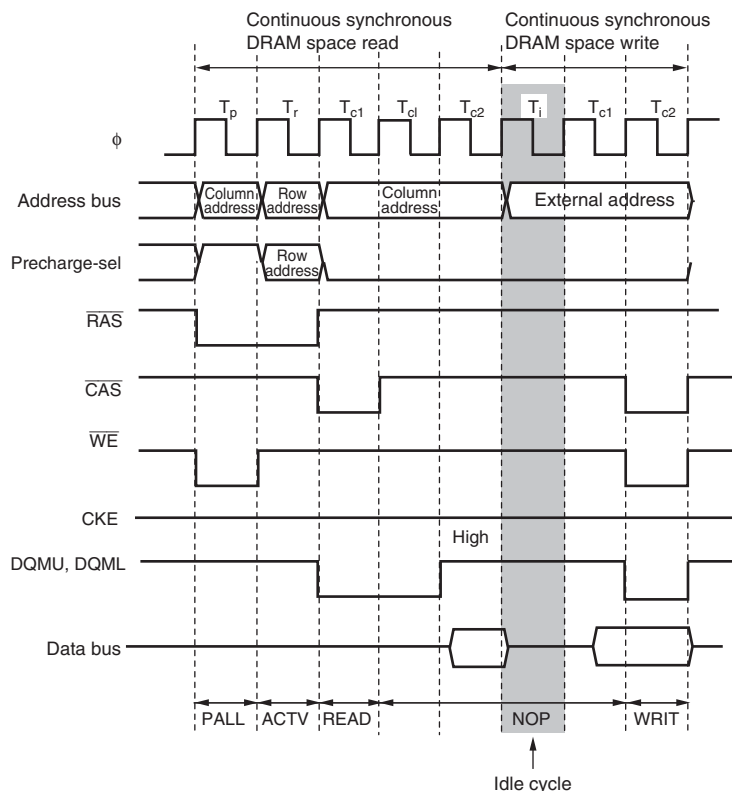 Continuous synchronous Continuous synchronous
DRAM space read DRAM space write
Tp Tr Tc1 Tcl Tc2 Ti Tc1 Tc2
ϕ
Address bus
Column address
Row address
Column address
External address
Precharge-sel
Row address
RAS
CAS
WE
CKE
High
DQMU, DQML
Data bus
PALL ACTV READ NOP WRIT
Idle cycle